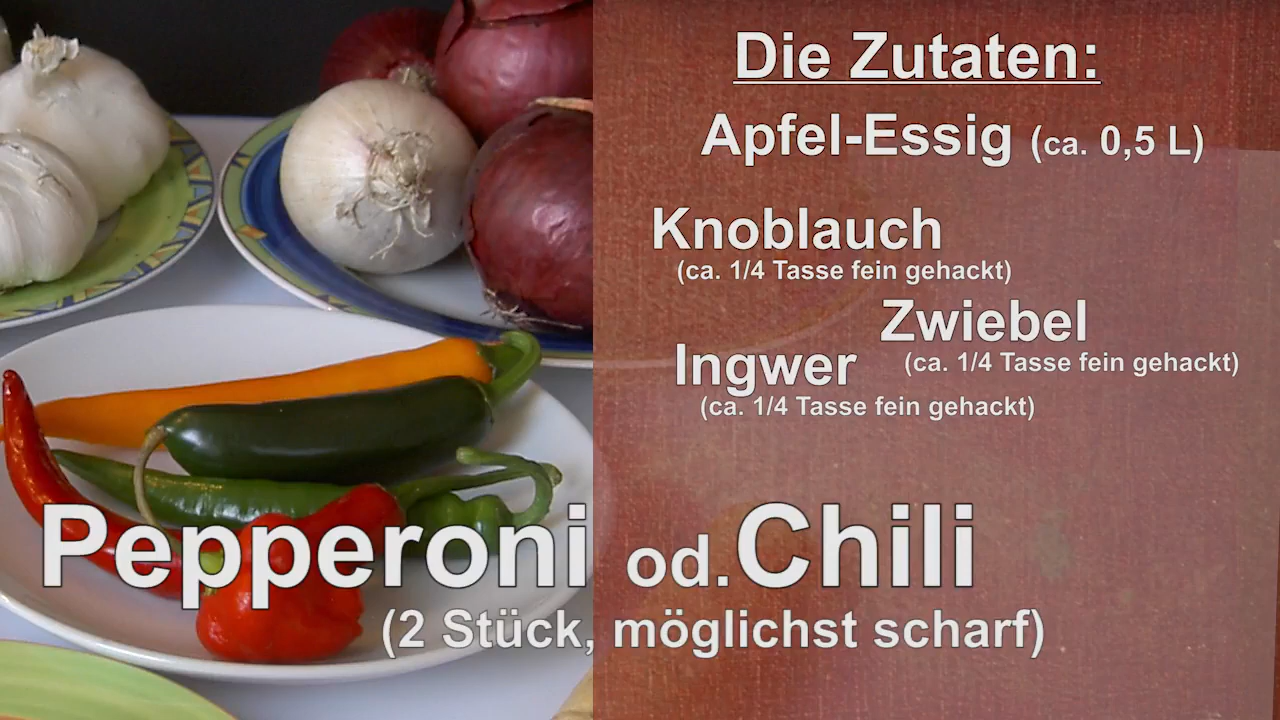 Die Zutaten:
Apfel-Essig (ca. 0,5 L)
Knoblauch
(ca. 1/4 Tasse fein gehackt)
Zwiebel
(ca. 1/4 Tasse fein gehackt)
Ingwer
(ca. 1/4 Tasse fein gehackt)
Pepperoni od. Chili
(2 Stück, möglichst scharf)